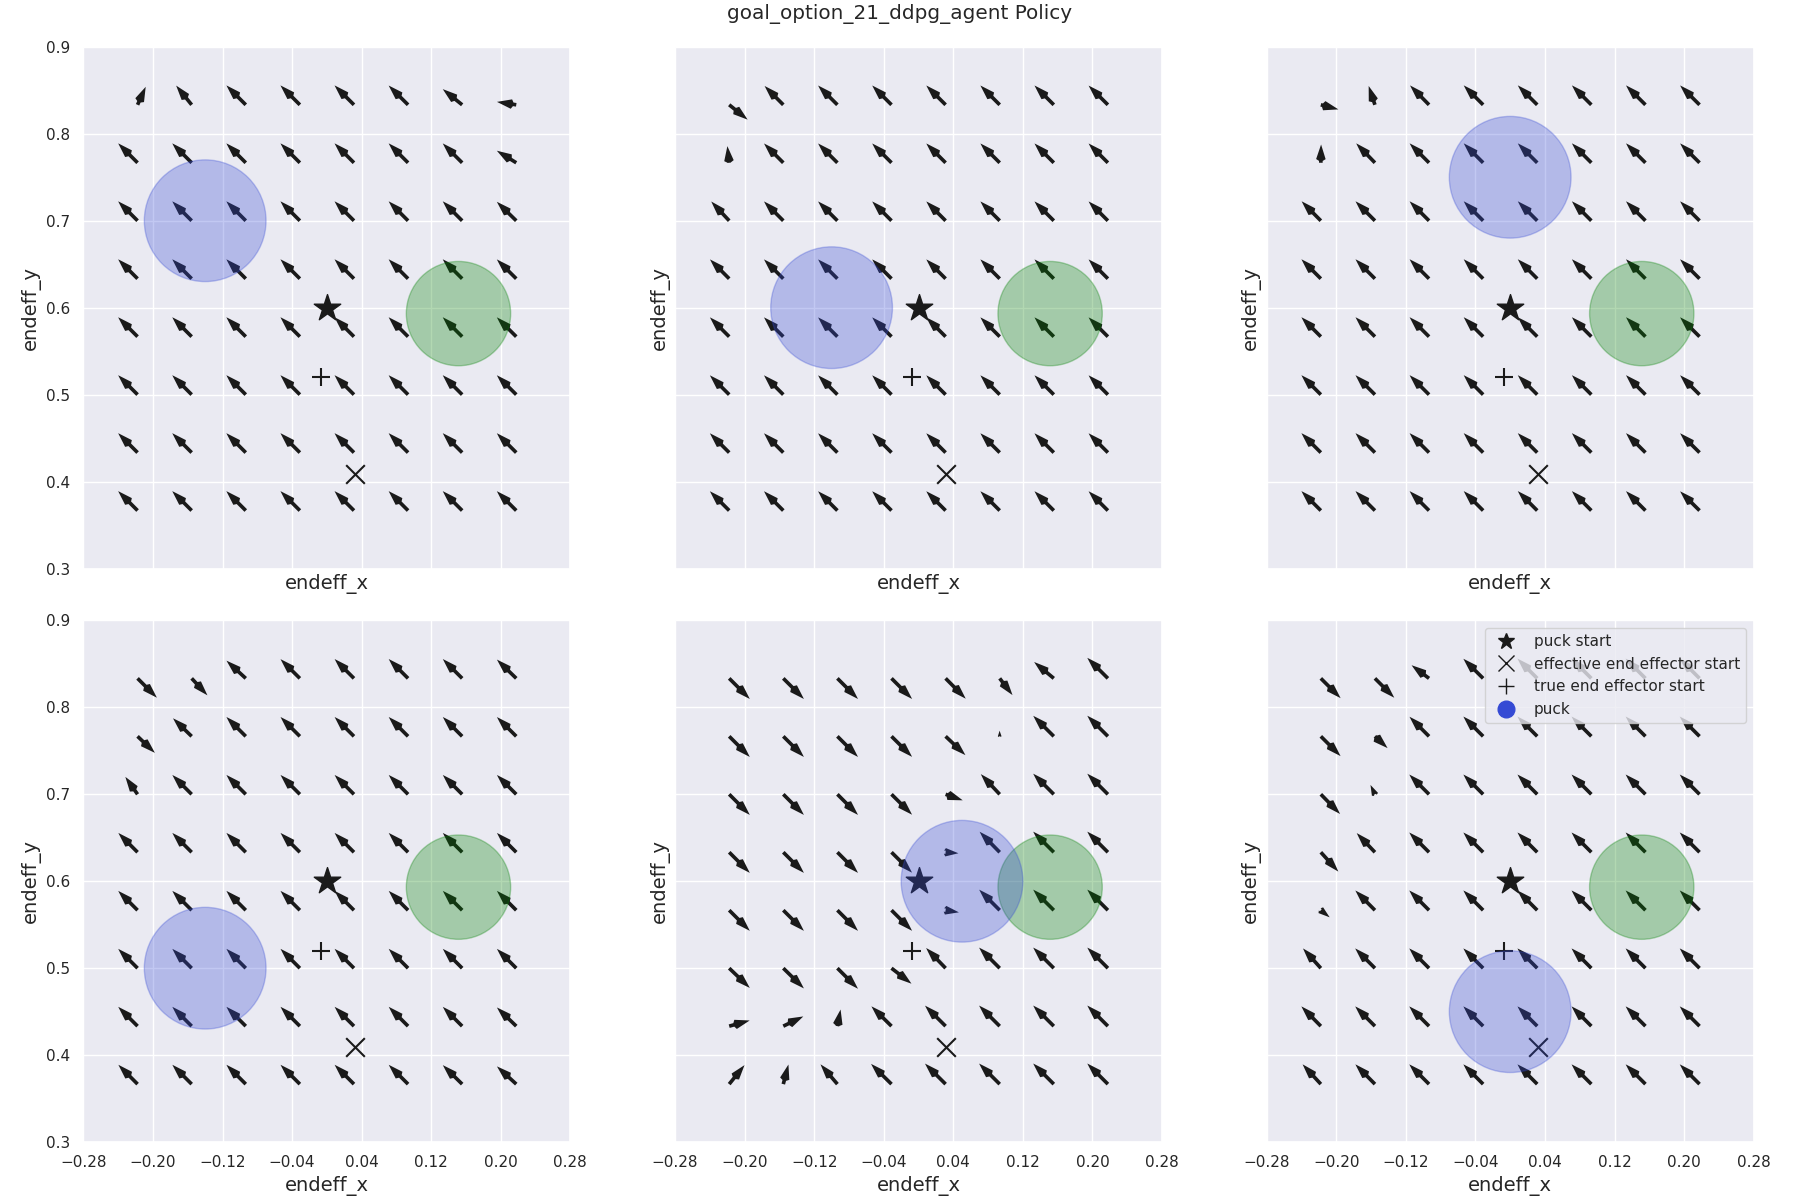 goal_option_21_ddpg_agent Policy
0.9
0.8
0.7
0.6
0.5
0.4
0.3
endeff_y
endeff_x
endeff_y
endeff_x
endeff_y
endeff_x
0.9
0.8
0.7
0.6
0.5
0.4
0.3
endeff_y
−0.28 −0.20 −0.12 −0.04 0.04 0.12 0.20 0.28
endeff_x
endeff_y
−0.28 −0.20 −0.12 −0.04 0.04 0.12 0.20 0.28
endeff_x
puck start
effective end effector start
true end effector start
puck
endeff_y
−0.28 −0.20 −0.12 −0.04 0.04 0.12 0.20 0.28
endeff_x